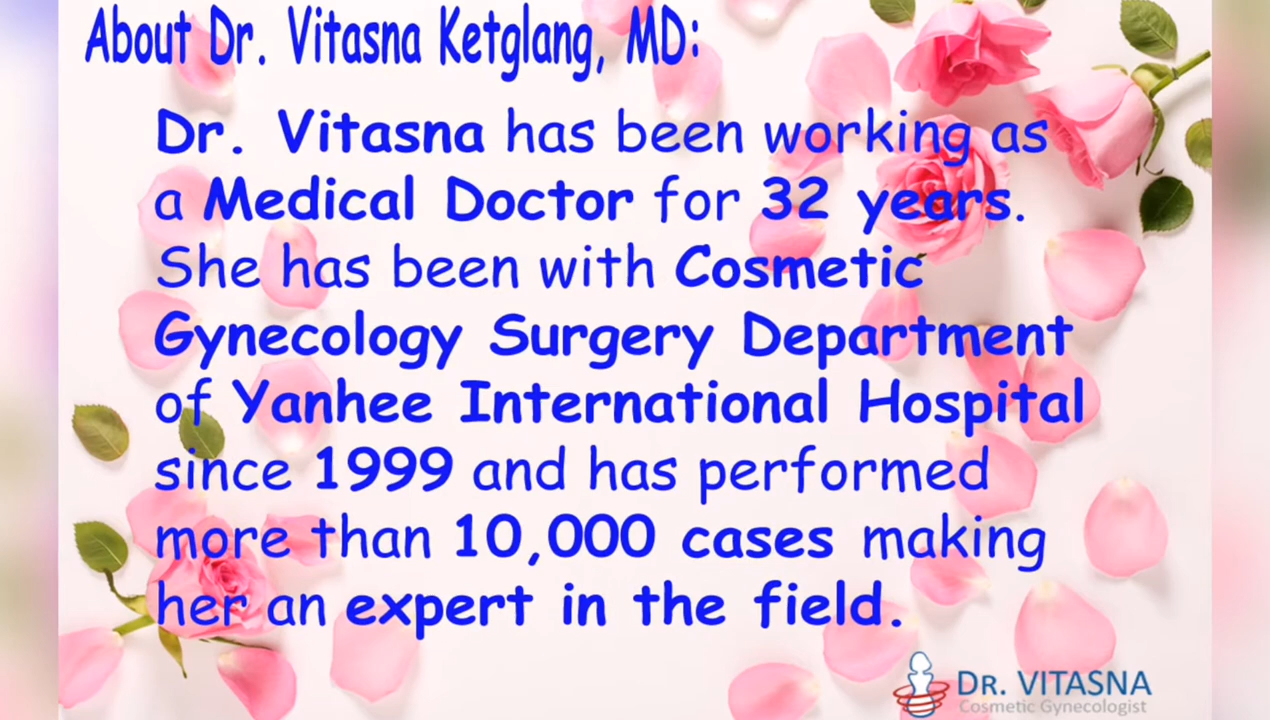 About Dr. Vitasna Ketglang, MD:
Dr. Vitasna has been working as
a Medical Doctor for 32 years.
She has been with Cosmetic
Gynecology Surgery Department
of Yanhee International Hospital
since 1999 and has performed
more than 10,000 cases making
her an expert in the field.
DR. VITASNA
Cosmetic Gynecologist